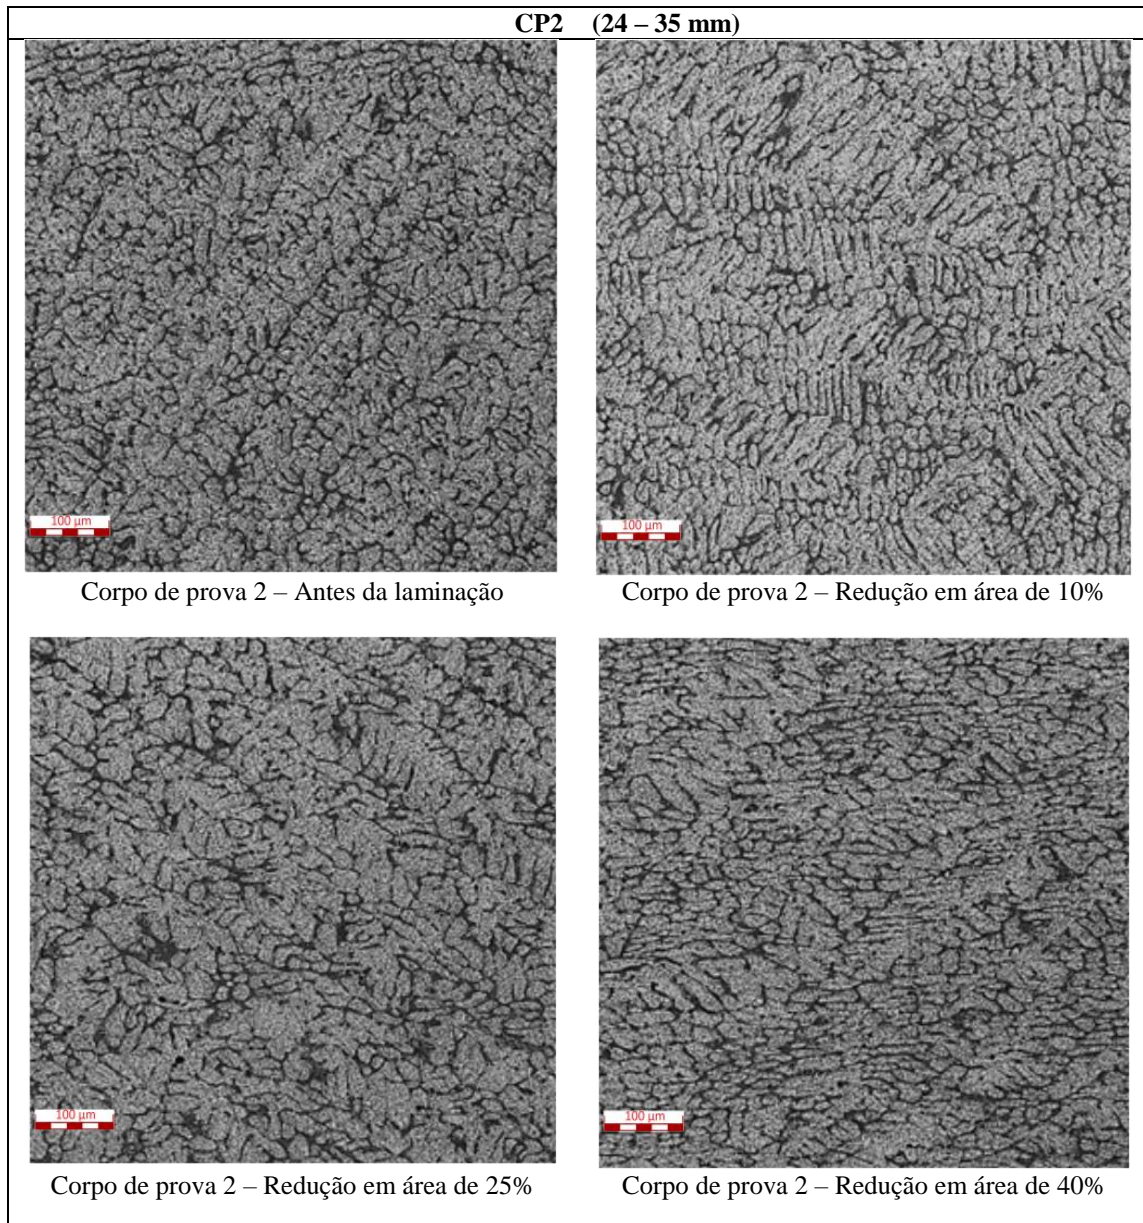 CP2 (24 – 35 mm)
100 µm
100 µm
Corpo de prova 2 – Antes da laminação
Corpo de prova 2 – Redução em área de 10%
100 µm
100 µm
Corpo de prova 2 – Redução em área de 25%
Corpo de prova 2 – Redução em área de 40%